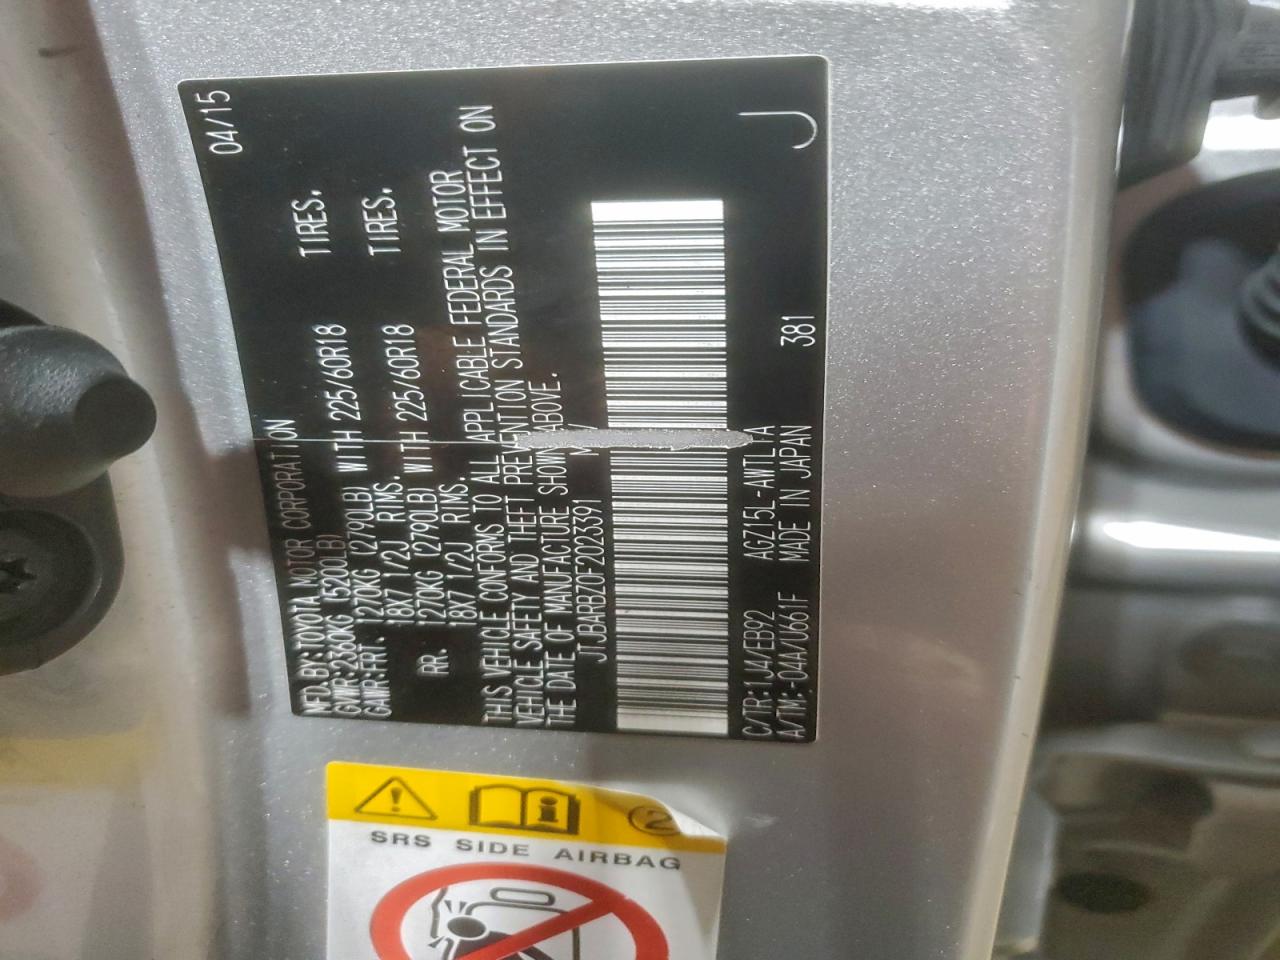 MFD.BY:TOYOTA MOTOR CORPORATION 04/15
GVWR:2360KG (5200LB)
GAWR:FRT. 1270KG (2790LB) WITH 225/60R18 TIRES.
18X7 1/2J RIMS.
RR. 1270KG (2790LB) WITH 225/60R18 TIRES.
18X7 1/2J RIMS.
THIS VEHICLE CONFORMS TO ALL APPLICABLE FEDERAL MOTOR
VEHICLE SAFETY AND THEFT PREVENTION STANDARDS IN EFFECT ON
THE DATE OF MANUFACTURE SHOWN ABOVE.
JTJBARBZ0F2023391
C/TR:1J4/EB92 AGZ15L-AWTLTA
A/TM:-04A/U661F MADE IN JAPAN 381 J
2
SRS SIDE AIRBAG